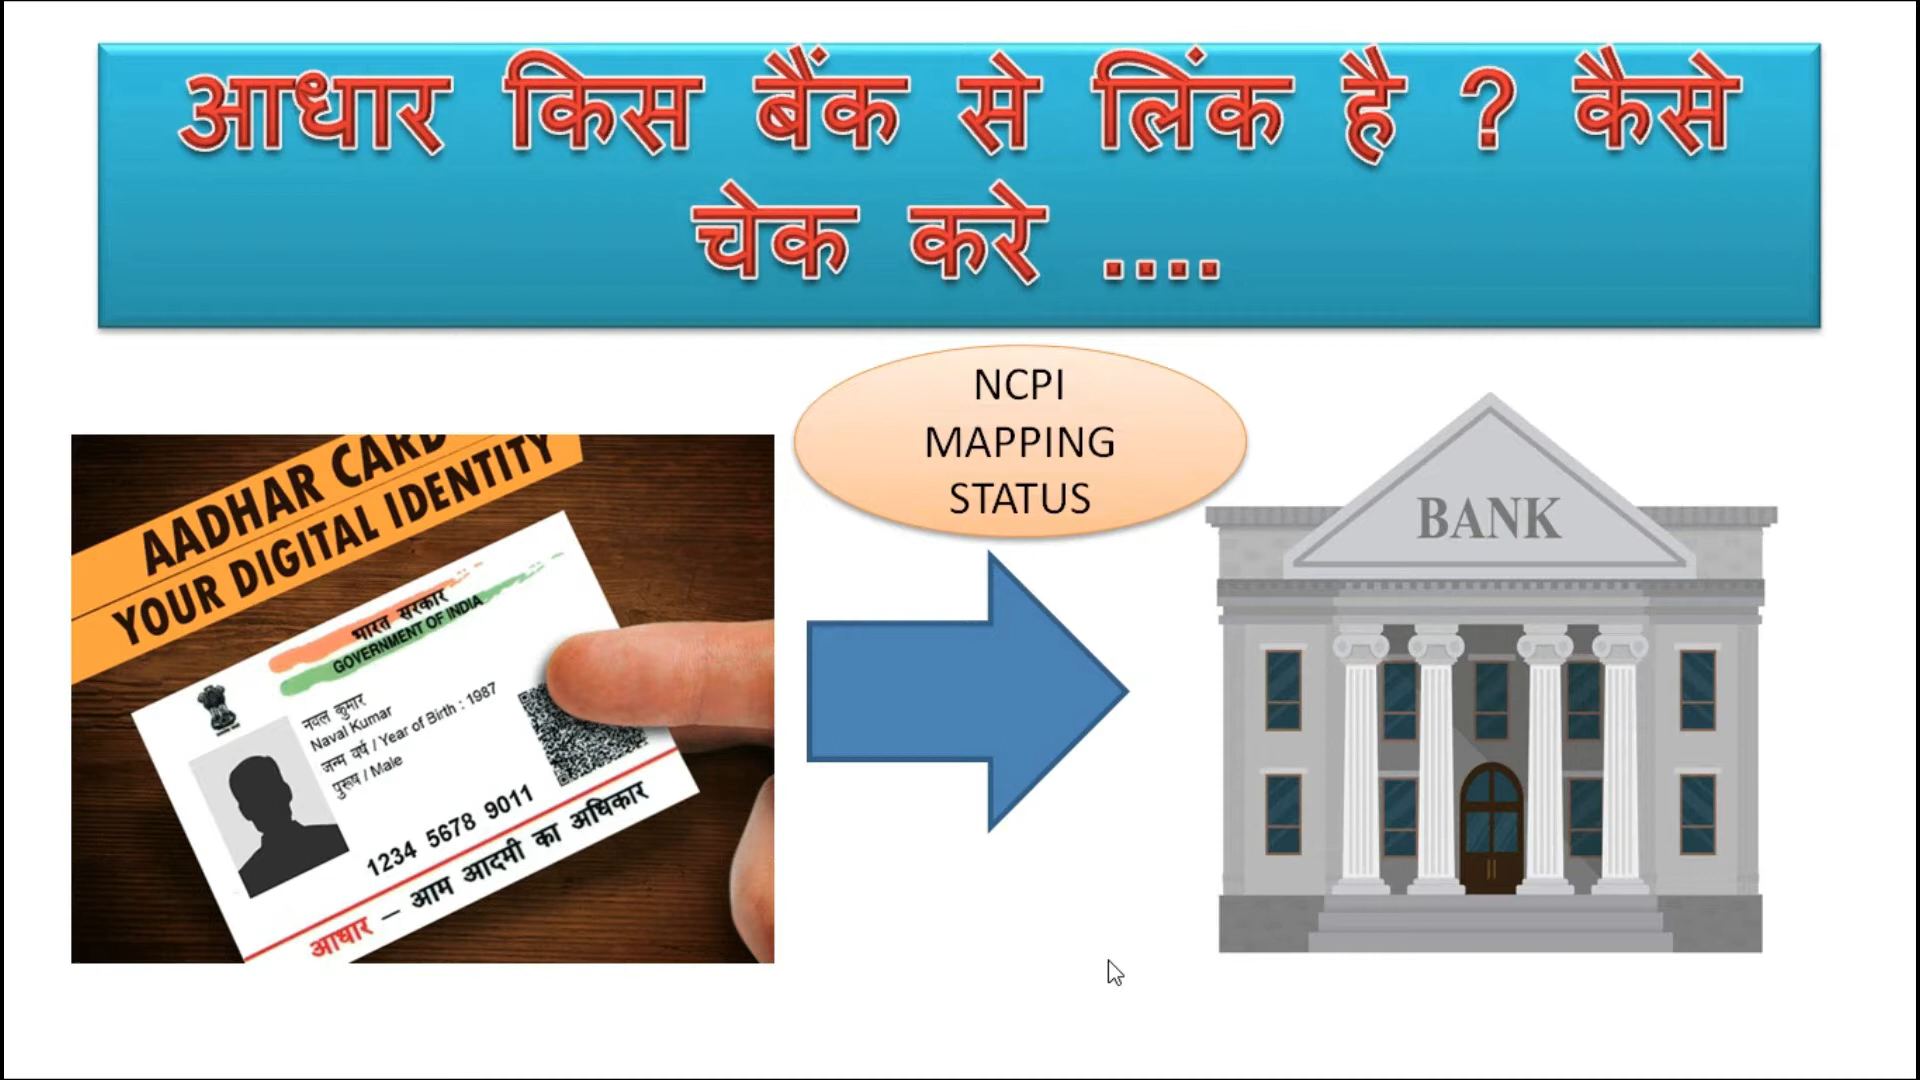 आधार किस बैंक से लिंक है ? कैसे
चेक करे ....
NCPI
MAPPING
STATUS
AADHAR CARD
YOUR DIGITAL IDENTITY
भारत सरकार
GOVERNMENT OF INDIA
नवल कुमार
Naval Kumar
जन्म वर्ष / Year of Birth : 1987
पुरूष / Male
1234 5678 9011
आधार – आम आदमी का अधिकार
BANK